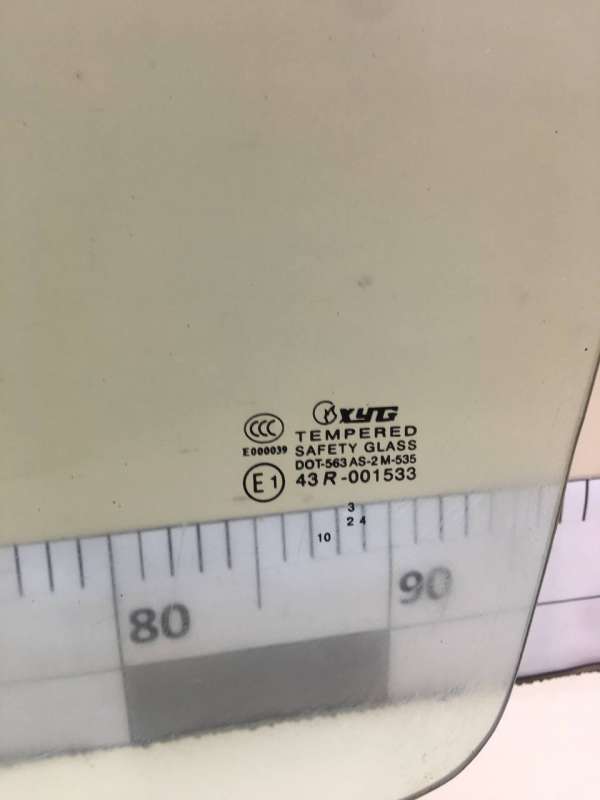 XYG
CCC
TEMPERED
E000039
SAFETY GLASS
DOT-563 AS-2 M-535
E1
43R-001533
3
2 4
10
80
90